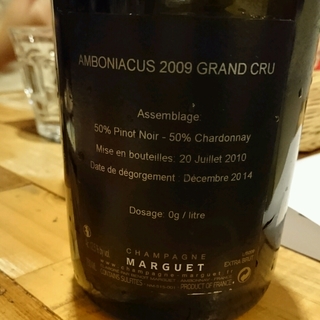 AMBONIACUS 2009 GRAND CRU
Assemblage:
50% Pinot Noir - 50% Chardonnay
Mise en bouteilles: 20 Juillet 2010
Date de dégorgement: Décembre 2014
Dosage: 0g / litre
CHAMPAGNE
MARGUET
EXTRA BRUT
PRODUCT OF FRANCE